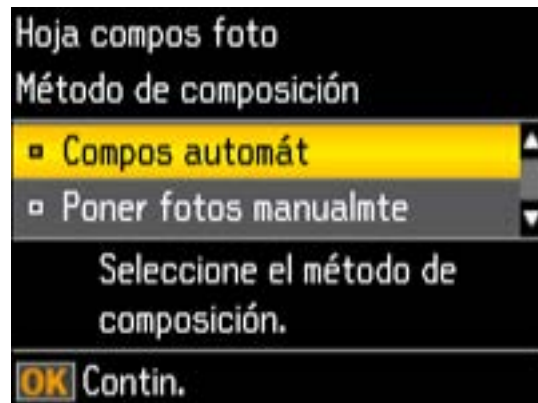 Hoja compos foto
Método de composición
Compos automát
Poner fotos manualmte
Seleccione el método de
composición.
OK Contin.